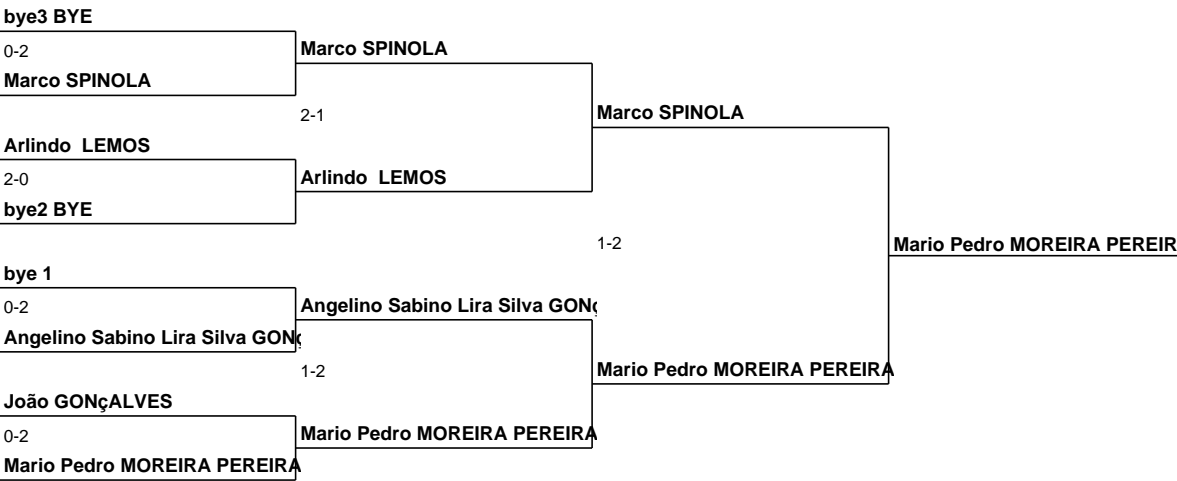 bye3 BYE
0-2
Marco SPINOLA
Marco SPINOLA
2-1
Marco SPINOLA
Arlindo LEMOS
2-0
Arlindo LEMOS
bye2 BYE
1-2
Mario Pedro MOREIRA PEREIR
bye 1
0-2
Angelino Sabino Lira Silva GONç
Angelino Sabino Lira Silva GONç
1-2
Mario Pedro MOREIRA PEREIRA
João GONçALVES
0-2
Mario Pedro MOREIRA PEREIRA
Mario Pedro MOREIRA PEREIRA